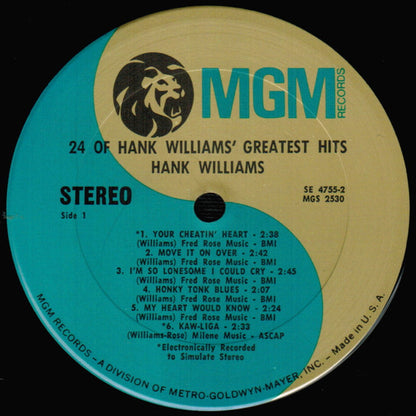 MGM
RECORDS
24 OF HANK WILLIAMS' GREATEST HITS
HANK WILLIAMS
STEREO
Side 1
SE 4755-2
MGS 2530
*1. YOUR CHEATIN' HEART - 2:38
(Williams) Fred Rose Music - BMI
2. MOVE IT ON OVER - 2:42
(Williams) Fred Rose Music - BMI
3. I'M SO LONESOME I COULD CRY - 2:45
(Williams) Fred Rose Music - BMI
4. HONKY TONK BLUES - 2:07
(Williams) Fred Rose Music - BMI
5. MY HEART WOULD KNOW - 2:24
(Williams) Fred Rose Music - BMI
*6. KAW-LIGA - 2:33
(Williams-Rose) Milene Music - ASCAP
*Electronically Recorded
to Simulate Stereo
MGM RECORDS - A DIVISION OF METRO-GOLDWYN-MAYER, INC. - Made in U.S.A.